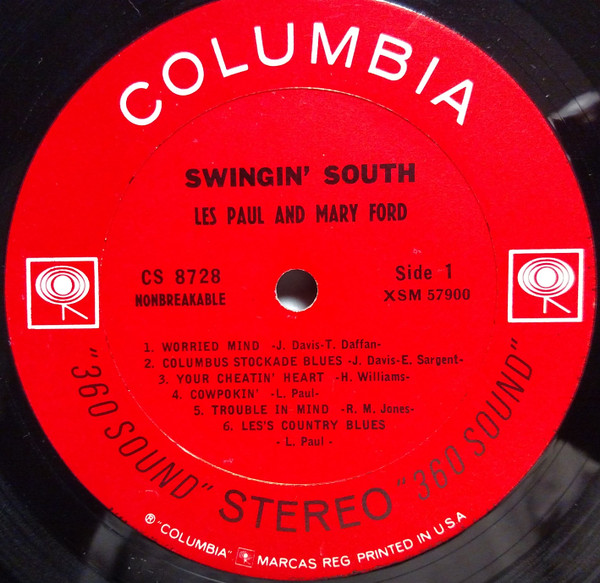 COLUMBIA
SWINGIN' SOUTH
LES PAUL AND MARY FORD
CS 8728
NONBREAKABLE
Side 1
XSM 57900
1. WORRIED MIND -J. Davis-T. Daffan-
2. COLUMBUS STOCKADE BLUES -J. Davis-E. Sargent-
3. YOUR CHEATIN' HEART -H. Williams-
4. COWPOKIN' -L. Paul-
5. TROUBLE IN MIND -R. M. Jones-
6. LES'S COUNTRY BLUES
- L. Paul -
"360 SOUND" STEREO "360 SOUND"
® "COLUMBIA" MARCAS REG PRINTED IN U.S.A